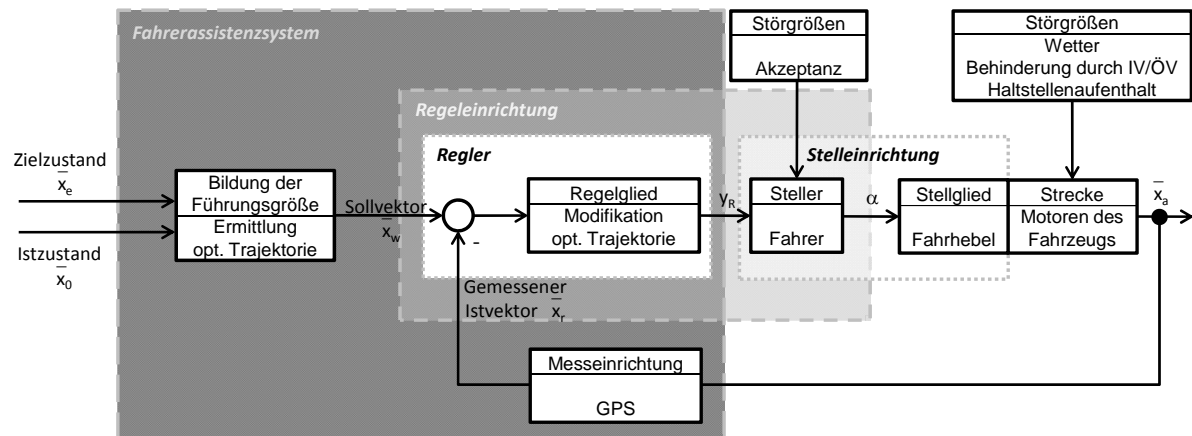 Fahrerassistenzsystem
Störgrößen
Akzeptanz
Störgrößen
Wetter
Behinderung durch IV/ÖV
Haltstellenaufenthalt
Regeleinrichtung
Regler
Stelleinrichtung
Zielzustand
x̅e
Istzustand
x̅0
Bildung der
Führungsgröße
Ermittlung
opt. Trajektorie
Sollvektor
x̅w
-
Regelglied
Modifikation
opt. Trajektorie
yR
Steller
Fahrer
α
Stellglied
Fahrhebel
Strecke
Motoren des
Fahrzeugs
x̅a
Gemessener
Istvektor x̅r
Messeinrichtung
GPS